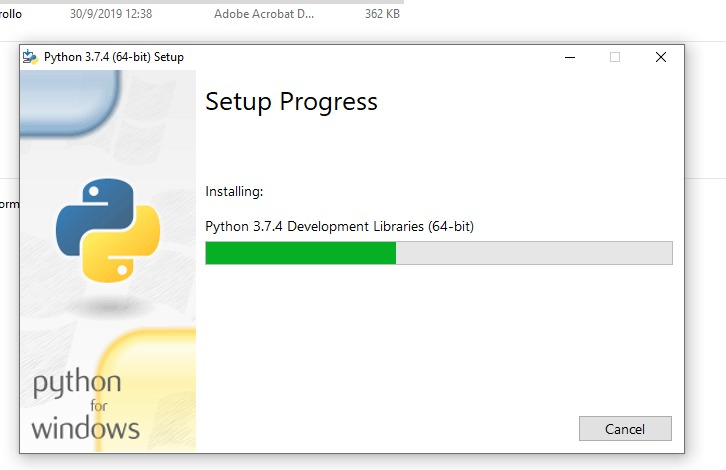 rollo 30/9/2019 12:38 Adobe Acrobat D... 362 KB
Python 3.7.4 (64-bit) Setup
Setup Progress
Installing:
orm
Python 3.7.4 Development Libraries (64-bit)
python
for
windows
Cancel